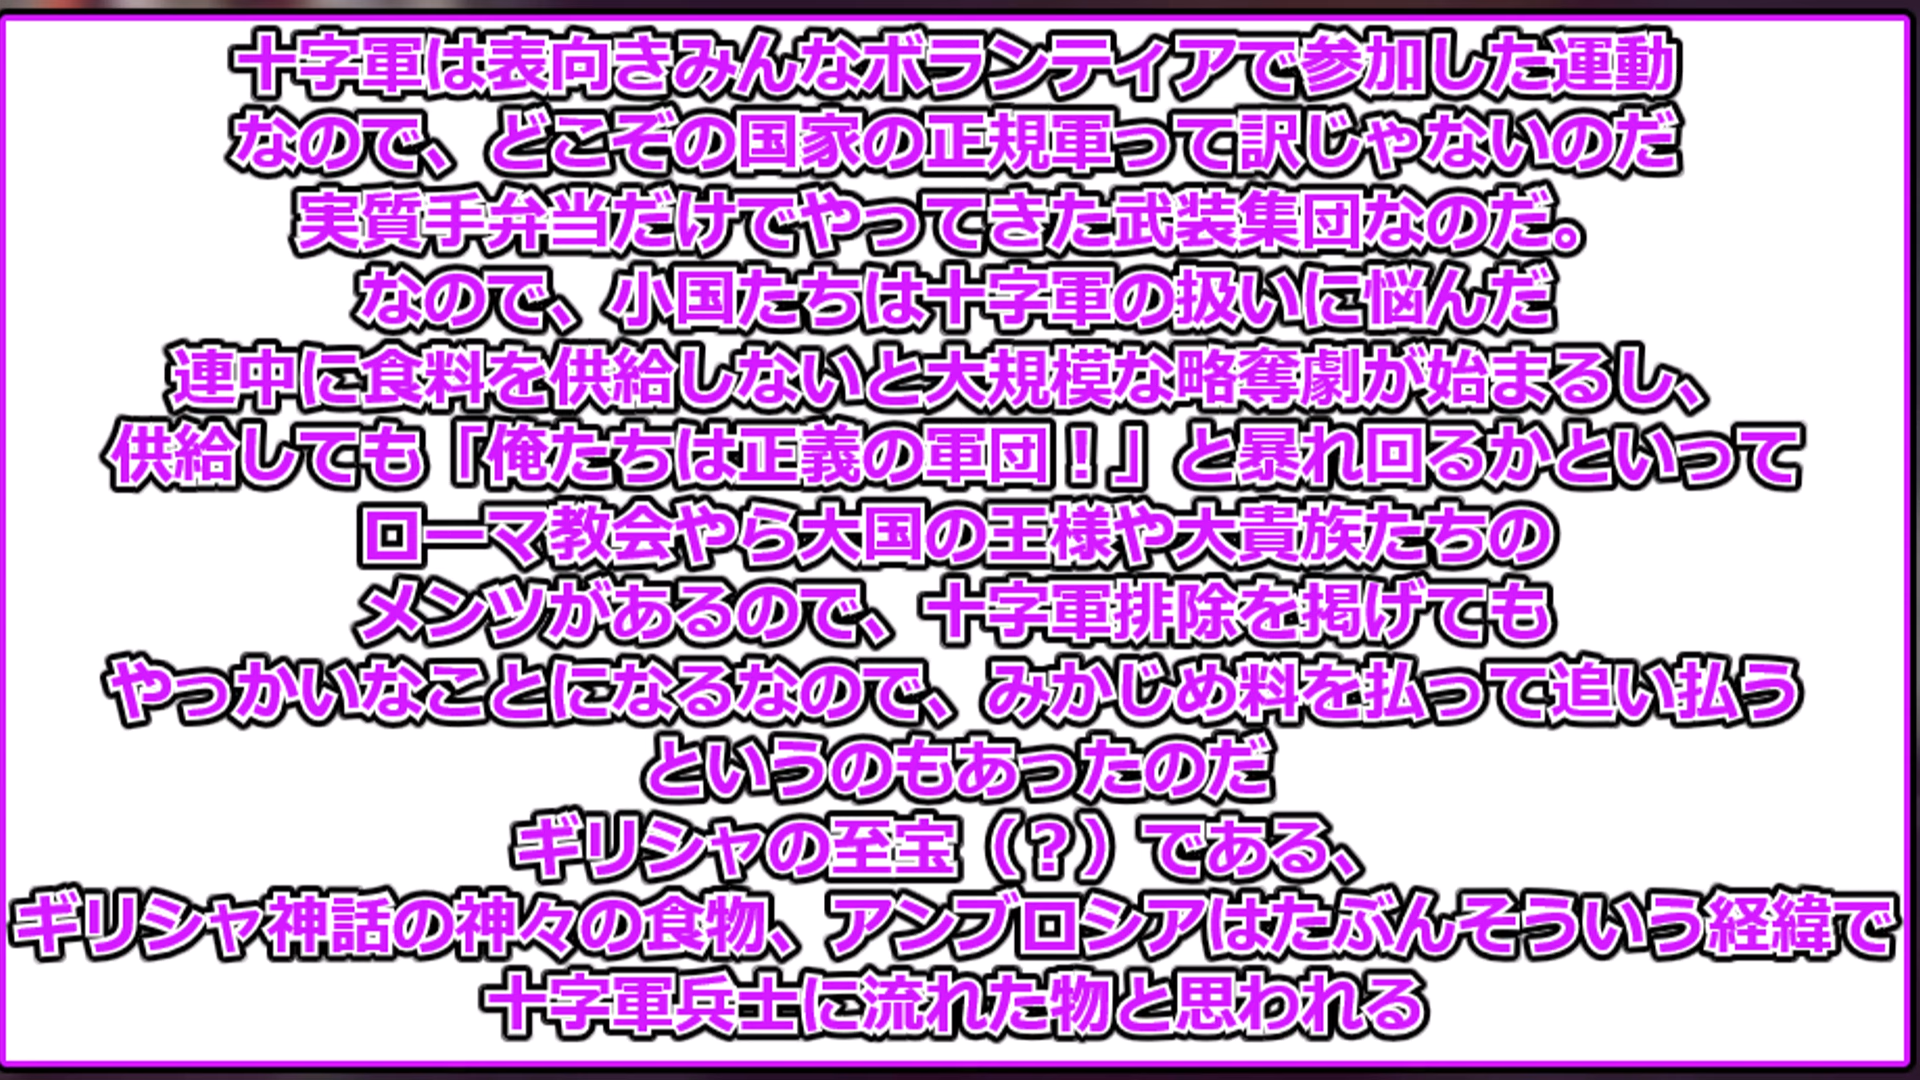 十字軍は表向きみんなボランティアで参加した運動
なので、どこぞの国家の正規軍って訳じゃないのだ
実質手弁当だけでやってきた武装集団なのだ。
なので、小国たちは十字軍の扱いに悩んだ
連中に食料を供給しないと大規模な略奪劇が始まるし、
供給しても「俺たちは正義の軍団！」と暴れ回るかといって
ローマ教会やら大国の王様や大貴族たちの
メンツがあるので、十字軍排除を掲げても
やっかいなことになるなので、みかじめ料を払って追い払う
というのもあったのだ
ギリシャの至宝（？）である、
ギリシャ神話の神々の食物、アンブロシアはたぶんそういう経緯で
十字軍兵士に流れた物と思われる